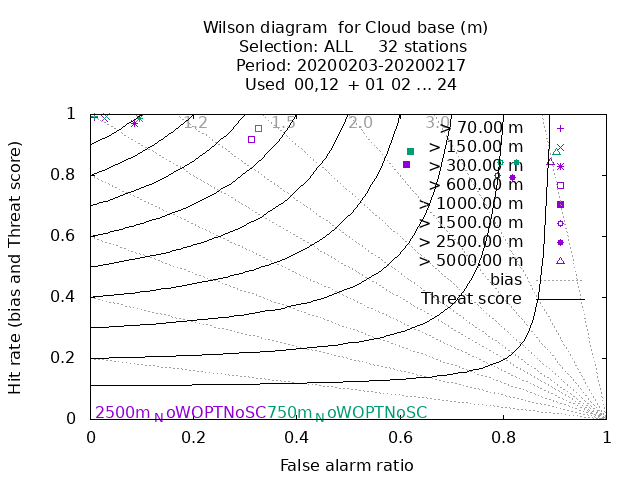 Wilson diagram  for Cloud base (m)
Selection: ALL     32 stations
Period: 20200203-20200217
Used  00,12  + 01 02 ... 24
1.2 1.5 2.0 3.0
> 70.00 m
> 150.00 m
> 300.00 m
> 600.00 m
> 1000.00 m
> 1500.00 m
> 2500.00 m
> 5000.00 m
bias
Threat score
Hit rate (bias and Threat score)
1
0.8
0.6
0.4
0.2
0
2500m NoWOPTNoSC750m NoWOPTNoSC
0 0.2 0.4 0.6 0.8 1
False alarm ratio